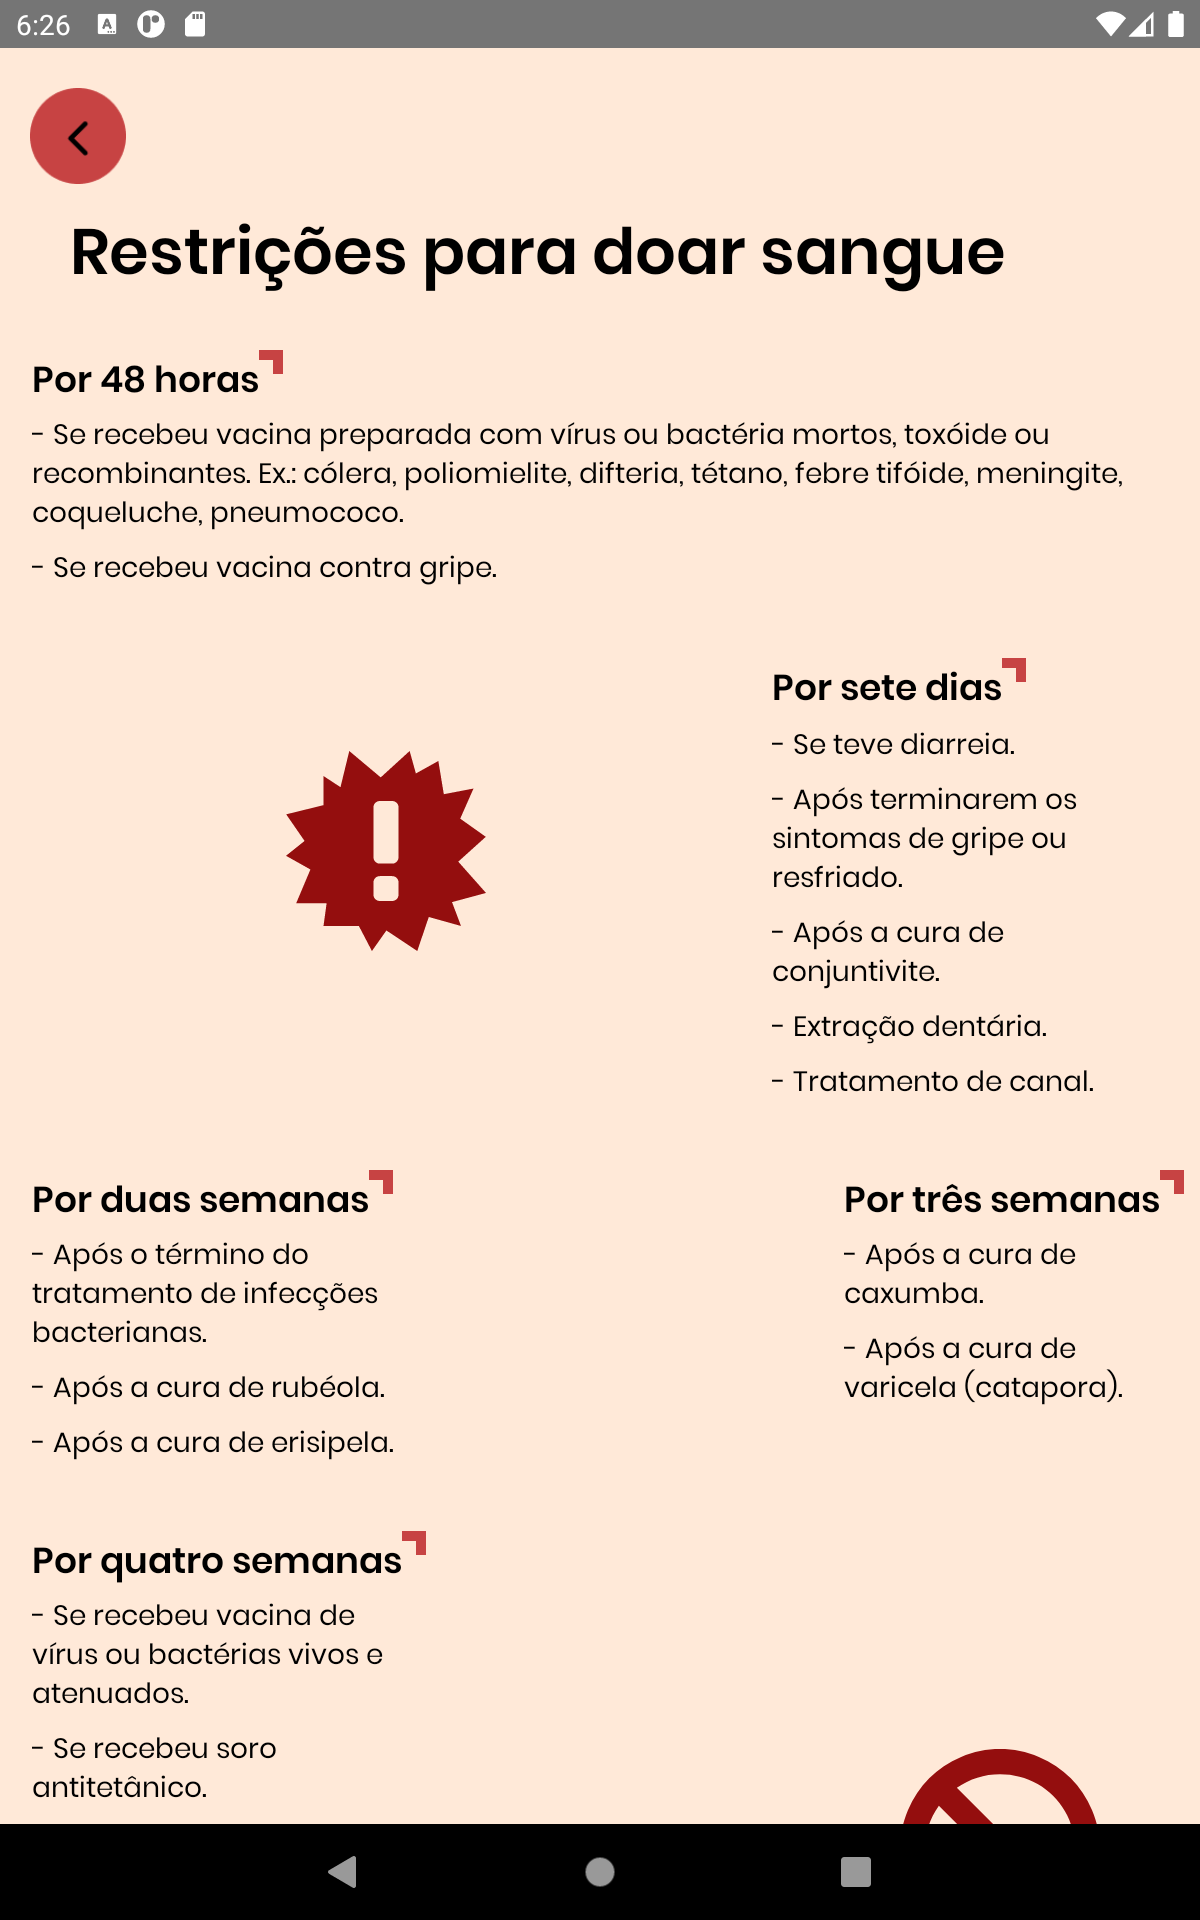 6:26
Restrições para doar sangue
Por 48 horas
- Se recebeu vacina preparada com vírus ou bactéria mortos, toxóide ou
recombinantes. Ex.: cólera, poliomielite, difteria, tétano, febre tifóide, meningite,
coqueluche, pneumococo.
- Se recebeu vacina contra gripe.
Por sete dias
- Se teve diarreia.
- Após terminarem os
sintomas de gripe ou
resfriado.
- Após a cura de
conjuntivite.
- Extração dentária.
- Tratamento de canal.
Por duas semanas
- Após o término do
tratamento de infecções
bacterianas.
- Após a cura de rubéola.
- Após a cura de erisipela.
Por três semanas
- Após a cura de
caxumba.
- Após a cura de
varicela (catapora).
Por quatro semanas
- Se recebeu vacina de
vírus ou bactérias vivos e
atenuados.
- Se recebeu soro
antitetânico.